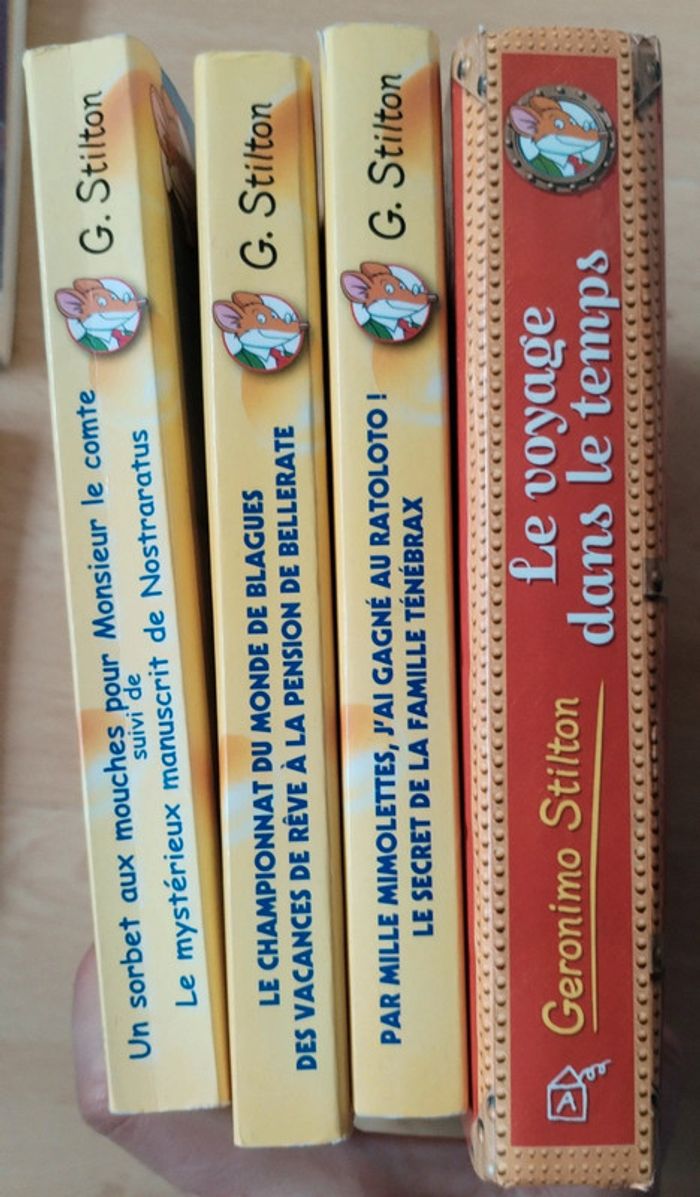 Un sorbet aux mouches pour Monsieur le comte
suivi de
Le mystérieux manuscrit de Nostraratus
G. Stilton
LE CHAMPIONNAT DU MONDE DE BLAGUES
DES VACANCES DE RÊVE À LA PENSION DE BELLERATE
G. Stilton
PAR MILLE MIMOLETTES, J'AI GAGNÉ AU RATOLOTO !
LE SECRET DE LA FAMILLE TÉNÉBRAX
G. Stilton
A
Geronimo Stilton
Le voyage
dans le temps